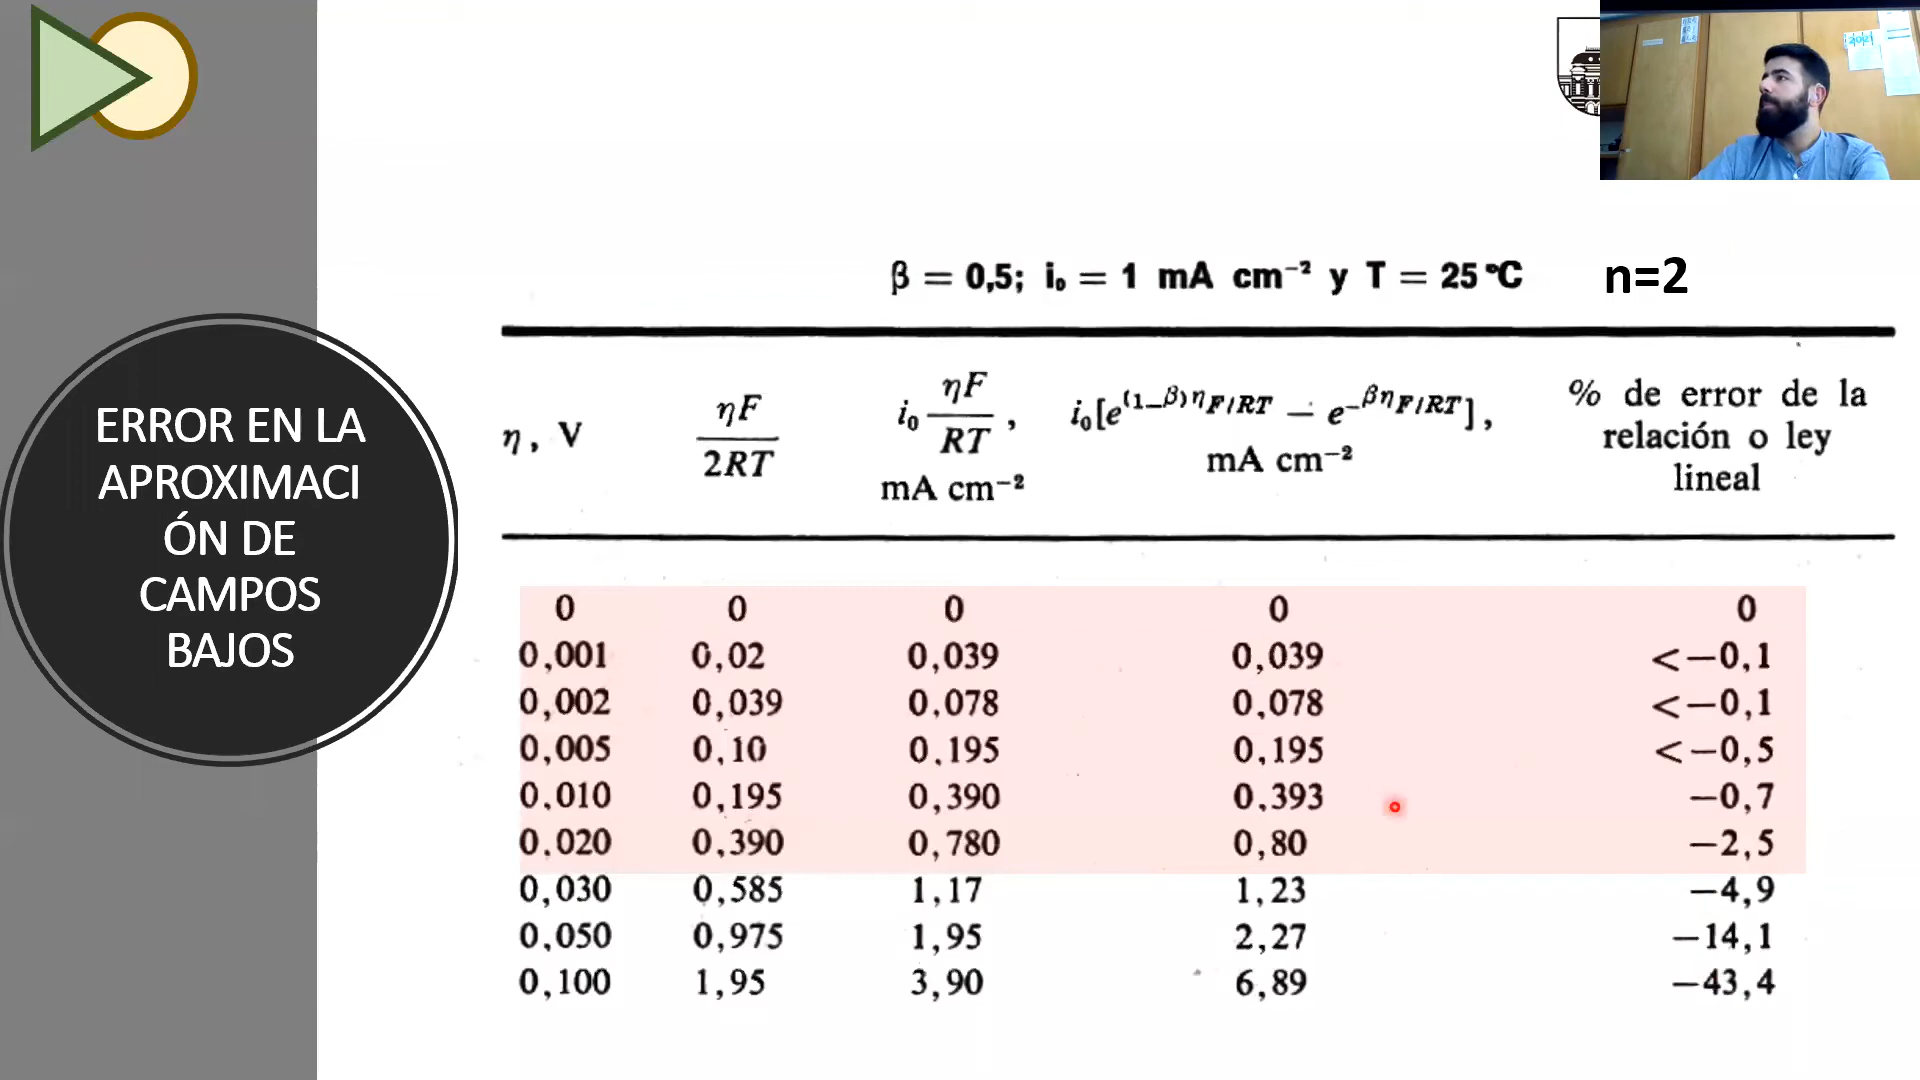 ERROR EN LA
APROXIMACI
ÓN DE
CAMPOS
BAJOS
β = 0,5; i₀ = 1 mA cm⁻² y T = 25 °C n=2
η, V ηF/2RT i₀ ηF/RT, mA cm⁻² i₀[e^(1−β)ηF/RT − e^−βηF/RT], mA cm⁻² % de error de la relación o ley lineal
0 0 0 0 0
0,001 0,02 0,039 0,039 <−0,1
0,002 0,039 0,078 0,078 <−0,1
0,005 0,10 0,195 0,195 <−0,5
0,010 0,195 0,390 0,393 −0,7
0,020 0,390 0,780 0,80 −2,5
0,030 0,585 1,17 1,23 −4,9
0,050 0,975 1,95 2,27 −14,1
0,100 1,95 3,90 6,89 −43,4